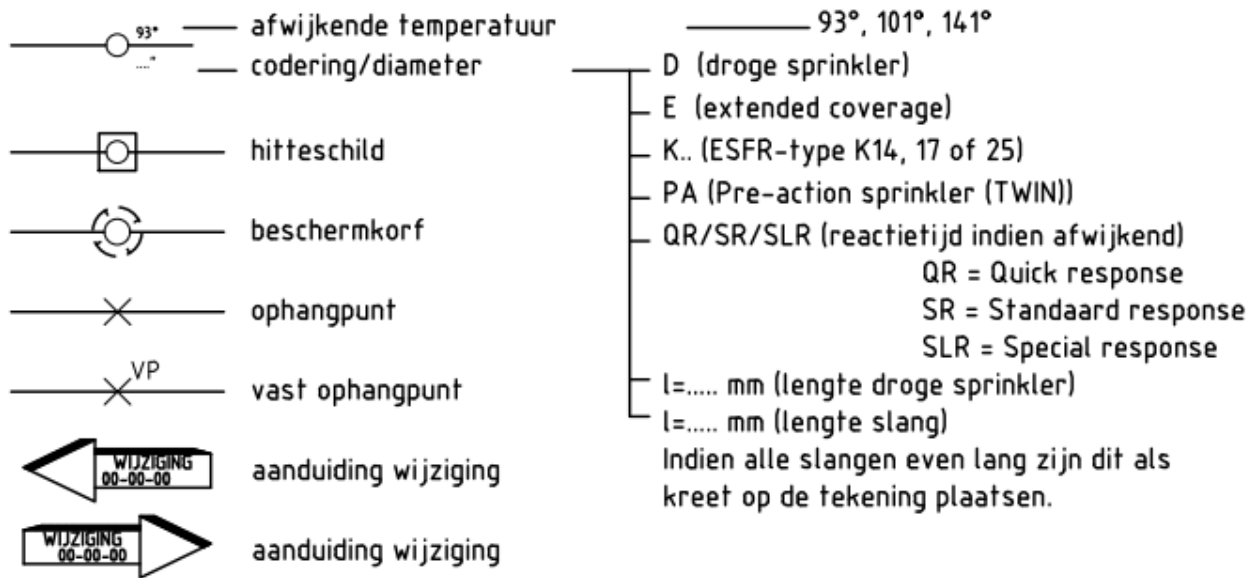 93° afwijkende temperatuur 93°, 101°, 141°
....." codering/diameter D (droge sprinkler)
E (extended coverage)
hitteschild K.. (ESFR-type K14, 17 of 25)
PA (Pre-action sprinkler (TWIN))
beschermkorf QR/SR/SLR (reactietijd indien afwijkend)
QR = Quick response
ophangpunt SR = Standaard response
SLR = Special response
VP vast ophangpunt l=..... mm (lengte droge sprinkler)
l=..... mm (lengte slang)
WIJZIGING
00-00-00 aanduiding wijziging
Indien alle slangen even lang zijn dit als
kreet op de tekening plaatsen.
WIJZIGING
00-00-00 aanduiding wijziging